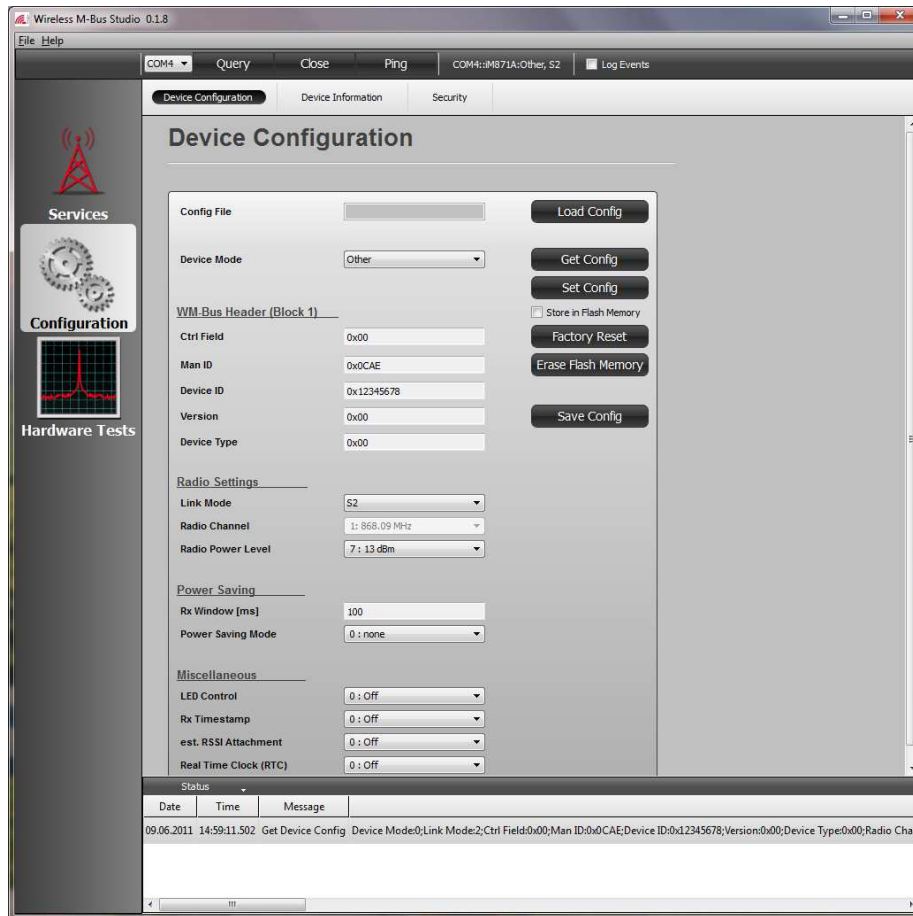 Wireless M-Bus Studio 0.1.8
File Help
COM4 Query Close Ping COM4::iM871A:Other, S2 Log Events
Device Configuration Device Information Security
Services
Configuration
Hardware Tests
Device Configuration
Config File Load Config
Device Mode Other Get Config
Set Config
WM-Bus Header (Block 1) Store in Flash Memory
Ctrl Field 0x00 Factory Reset
Man ID 0x0CAE Erase Flash Memory
Device ID 0x12345678
Version 0x00 Save Config
Device Type 0x00
Radio Settings
Link Mode S2
Radio Channel 1: 868.09 MHz
Radio Power Level 7 : 13 dBm
Power Saving
Rx Window [ms] 100
Power Saving Mode 0 : none
Miscellaneous
LED Control 0 : Off
Rx Timestamp 0 : Off
est. RSSI Attachment 0 : Off
Real Time Clock (RTC) 0 : Off
Status
Date Time Message
09.06.2011 14:59:11.502 Get Device Config Device Mode:0;Link Mode:2;Ctrl Field:0x00;Man ID:0x0CAE;Device ID:0x12345678;Version:0x00;Device Type:0x00;Radio Cha